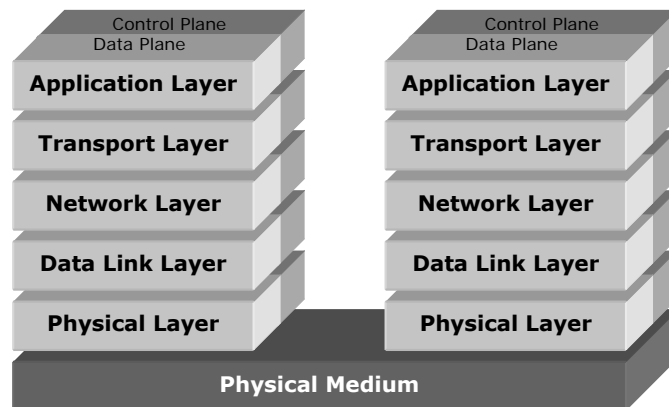 Control Plane
Data Plane
Application Layer
Transport Layer
Network Layer
Data Link Layer
Physical Layer
Control Plane
Data Plane
Application Layer
Transport Layer
Network Layer
Data Link Layer
Physical Layer
Physical Medium